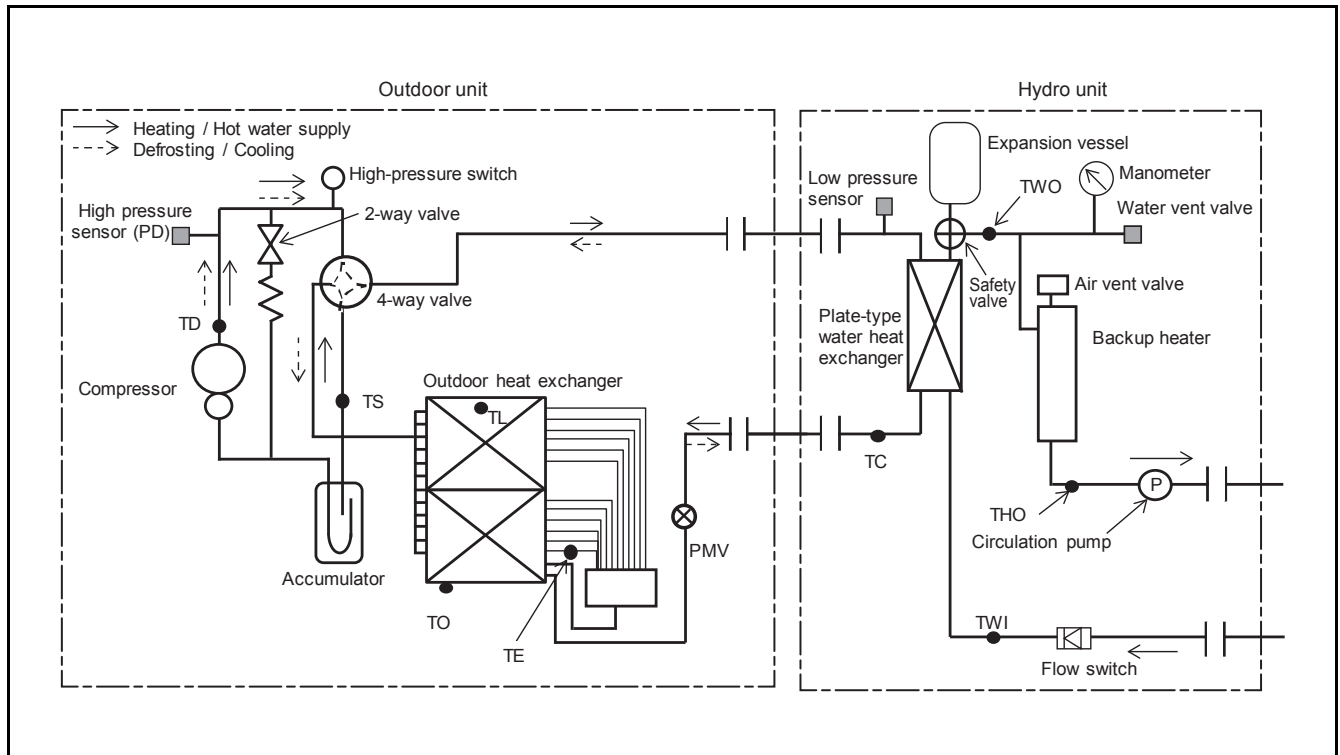 Outdoor unit
Hydro unit
Heating / Hot water supply
Defrosting / Cooling
High-pressure switch
High pressure
sensor (PD)
2-way valve
4-way valve
TD
Compressor
TS
Outdoor heat exchanger
TL
Accumulator
TO
TE
PMV
Expansion vessel
Low pressure
sensor
TWO
Manometer
Water vent valve
Safety
valve
Air vent valve
Plate-type
water heat
exchanger
Backup heater
TC
THO
P
Circulation pump
TWI
Flow switch